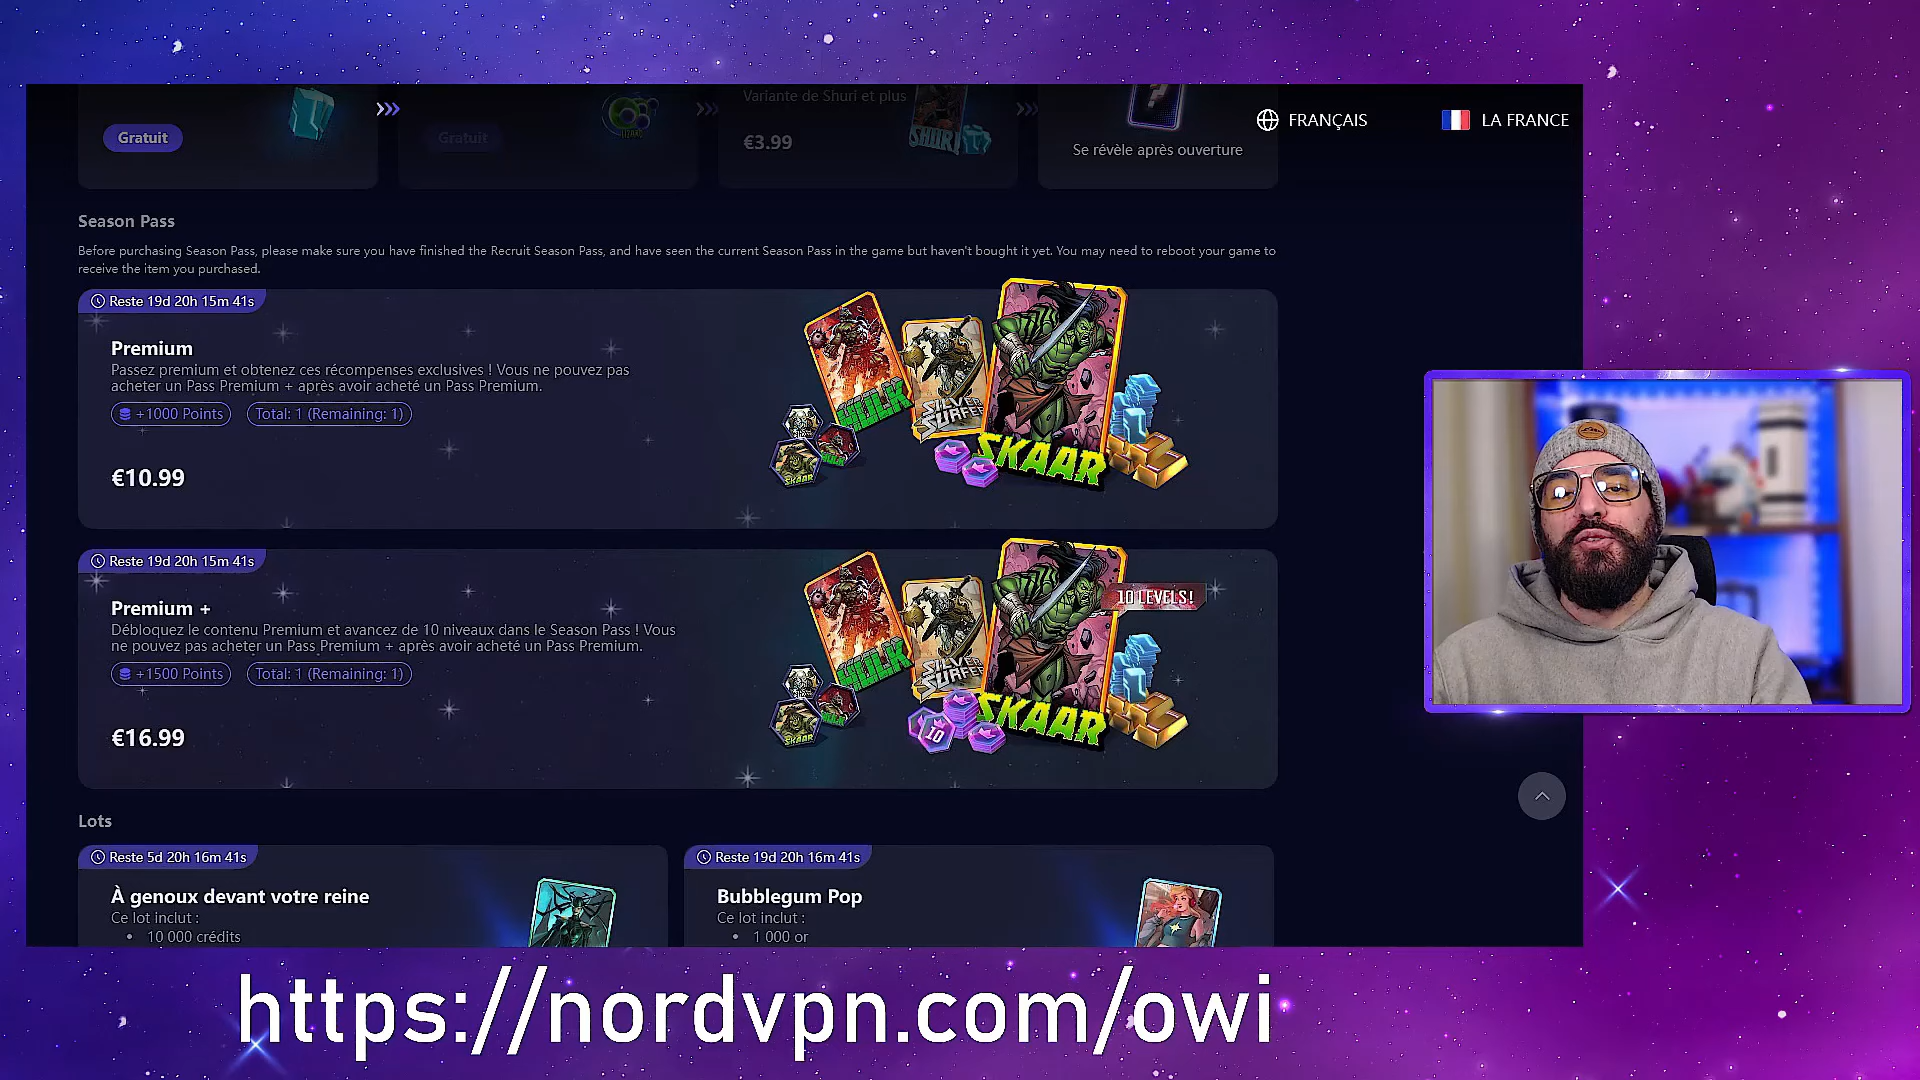 Variante de Shuri et plus
Gratuit
Gratuit
€3.99
Se révèle après ouverture
FRANÇAIS
LA FRANCE
SHURI
Season Pass
Before purchasing Season Pass, please make sure you have finished the Recruit Season Pass, and have seen the current Season Pass in the game but haven't bought it yet. You may need to reboot your game to
receive the item you purchased.
Reste 19d 20h 15m 41s
Premium
Passez premium et obtenez ces récompenses exclusives ! Vous ne pouvez pas
acheter un Pass Premium + après avoir acheté un Pass Premium.
+1000 Points
Total: 1 (Remaining: 1)
€10.99
HULK
SILVER
SURFER
SKAAR
SKAAR
HULK
Reste 19d 20h 15m 41s
Premium +
Débloquez le contenu Premium et avancez de 10 niveaux dans le Season Pass ! Vous
ne pouvez pas acheter un Pass Premium + après avoir acheté un Pass Premium.
+1500 Points
Total: 1 (Remaining: 1)
€16.99
10 LEVELS!
HULK
SILVER
SURFER
SKAAR
SKAAR
HULK
10
Lots
Reste 5d 20h 16m 41s
À genoux devant votre reine
Ce lot inclut :
• 10 000 crédits
Reste 19d 20h 16m 41s
Bubblegum Pop
Ce lot inclut :
• 1 000 or
https://nordvpn.com/owi